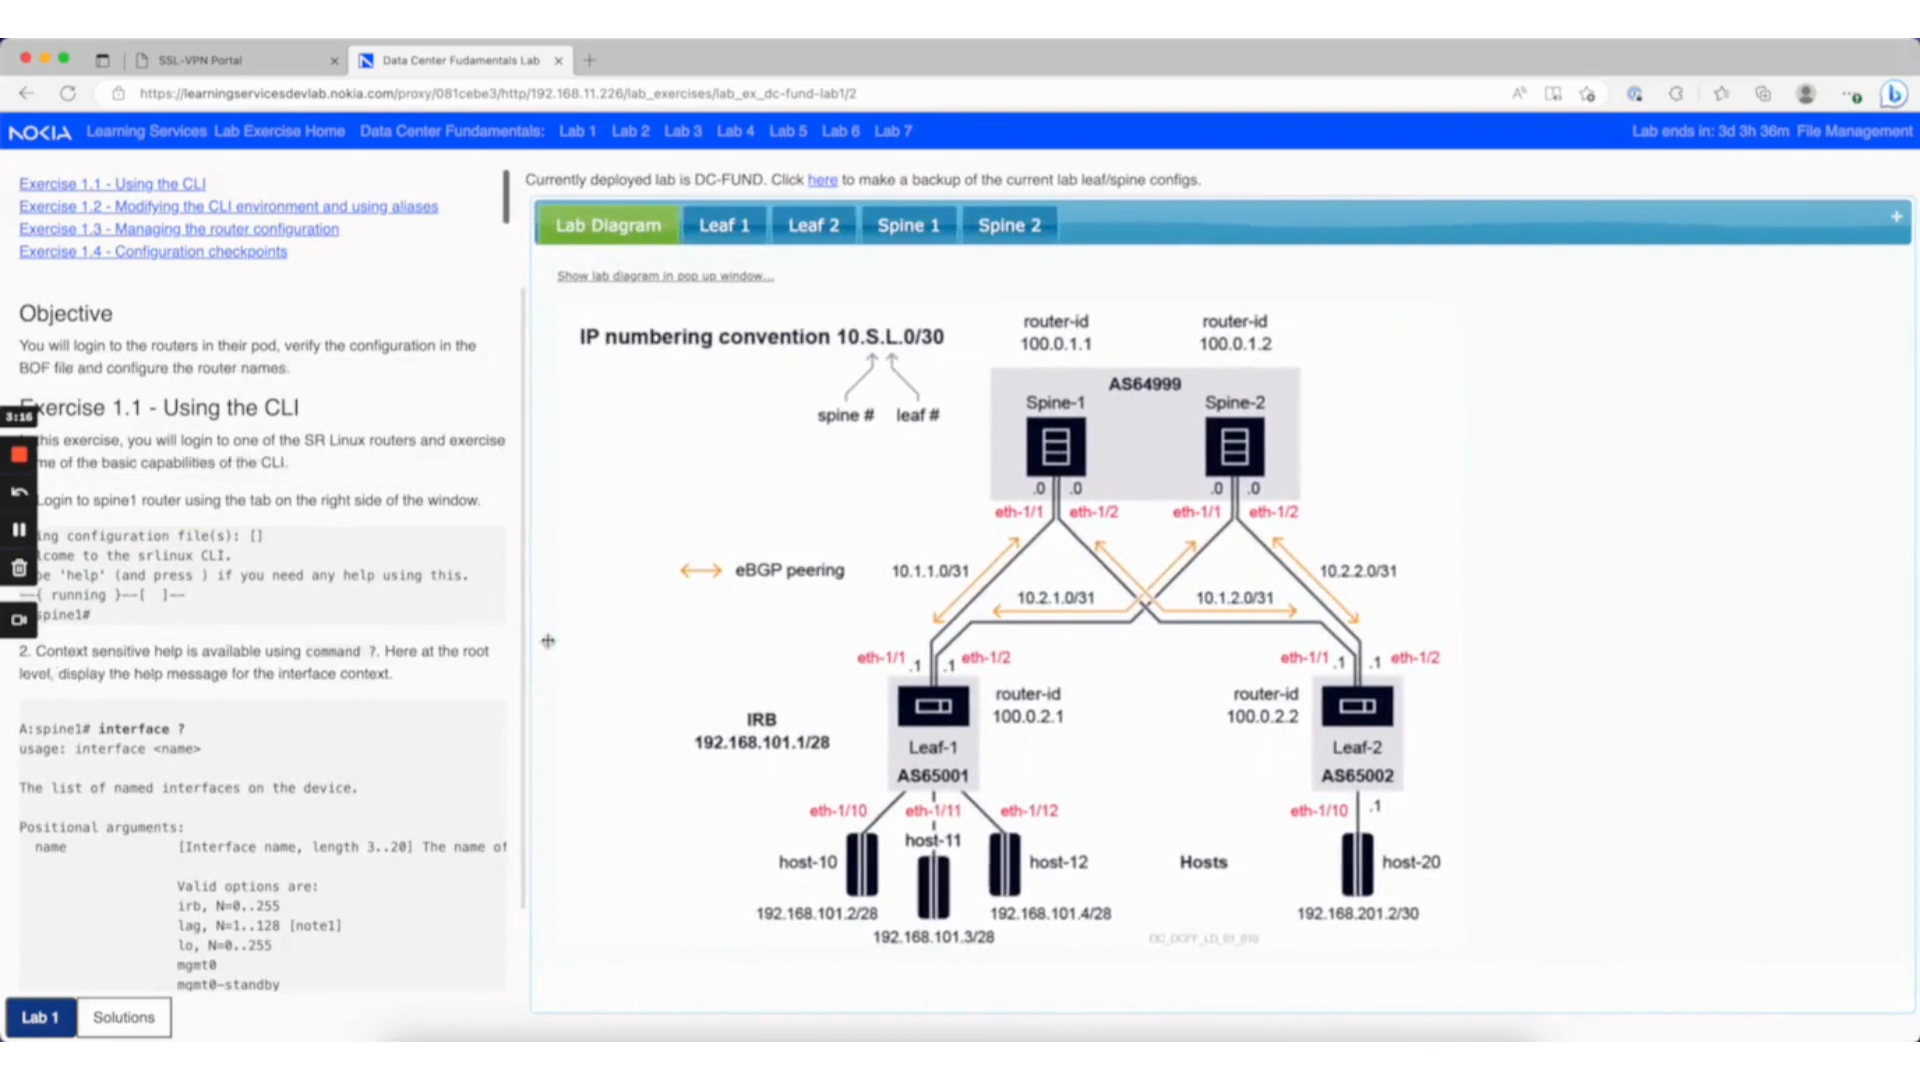 SSL-VPN Portal
Data Center Fudamentals Lab
https://learningservicesdevlab.nokia.com/proxy/081cebe3/http/192.168.11.226/lab_exercises/lab_ex_dc-fund-lab1/2
NOKIA Learning Services Lab Exercise Home Data Center Fundamentals: Lab 1 Lab 2 Lab 3 Lab 4 Lab 5 Lab 6 Lab 7 Lab ends in: 3d 3h 36m File Management
Exercise 1.1 - Using the CLI
Exercise 1.2 - Modifying the CLI environment and using aliases
Exercise 1.3 - Managing the router configuration
Exercise 1.4 - Configuration checkpoints
Objective
You will login to the routers in their pod, verify the configuration in the
BOF file and configure the router names.
3:16
Exercise 1.1 - Using the CLI
this exercise, you will login to one of the SR Linux routers and exercise
me of the basic capabilities of the CLI.
Login to spine1 router using the tab on the right side of the window.
ing configuration file(s): []
lcome to the srlinux CLI.
pe 'help' (and press ) if you need any help using this.
--{ running }--[ ]--
spine1#
2. Context sensitive help is available using command ?. Here at the root
level, display the help message for the interface context.
A:spine1# interface ?
usage: interface <name>
The list of named interfaces on the device.
Positional arguments:
name [Interface name, length 3..20] The name of
Valid options are:
irb, N=0..255
lag, N=1..128 [note1]
lo, N=0..255
mgmt0
mgmt0-standby
Lab 1 Solutions
Currently deployed lab is DC-FUND. Click here to make a backup of the current lab leaf/spine configs.
Lab Diagram Leaf 1 Leaf 2 Spine 1 Spine 2
+
Show lab diagram in pop up window...
IP numbering convention 10.S.L.0/30
spine # leaf #
router-id
100.0.1.1
router-id
100.0.1.2
AS64999
Spine-1 Spine-2
.0 .0 .0 .0
eth-1/1 eth-1/2 eth-1/1 eth-1/2
eBGP peering
10.1.1.0/31 10.2.2.0/31
10.2.1.0/31 10.1.2.0/31
eth-1/1 .1 .1 eth-1/2 eth-1/1 .1 .1 eth-1/2
IRB
192.168.101.1/28
router-id
100.0.2.1
router-id
100.0.2.2
Leaf-1
AS65001
Leaf-2
AS65002
eth-1/10 eth-1/11 eth-1/12 eth-1/10 .1
host-10 host-11 host-12 Hosts host-20
192.168.101.2/28 192.168.101.4/28 192.168.201.2/30
192.168.101.3/28